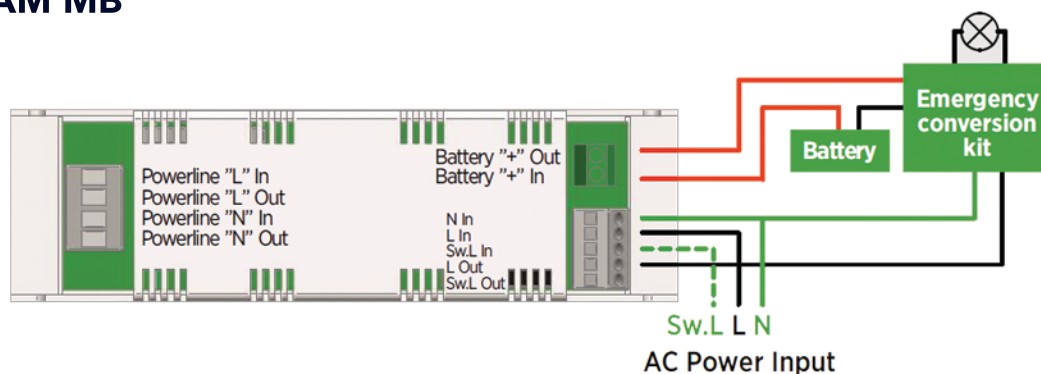 AM MB
Emergency
conversion
kit
Battery
Battery "+" Out
Battery "+" In
Powerline "L" In
Powerline "L" Out
Powerline "N" In
Powerline "N" Out
N In
L In
Sw.L In
L Out
Sw.L Out
Sw.L L N
AC Power Input